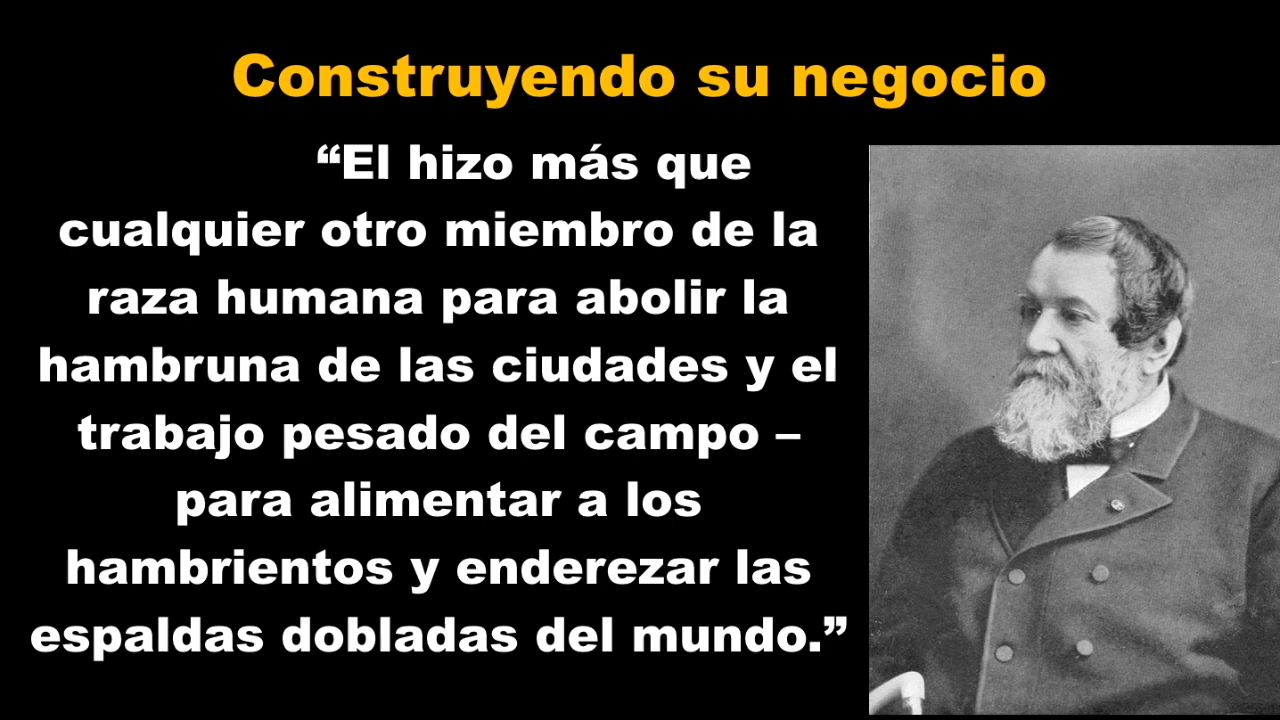 Construyendo su negocio
“El hizo más que
cualquier otro miembro de la
raza humana para abolir la
hambruna de las ciudades y el
trabajo pesado del campo –
para alimentar a los
hambrientos y enderezar las
espaldas dobladas del mundo.”